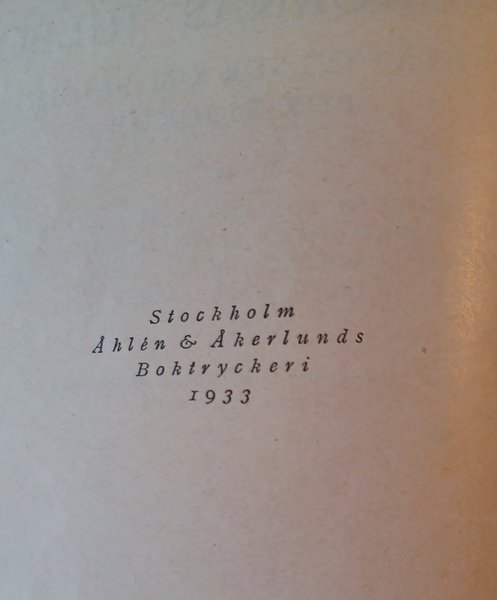 Stockholm
Åhlén & Åkerlunds
Boktryckeri
1933